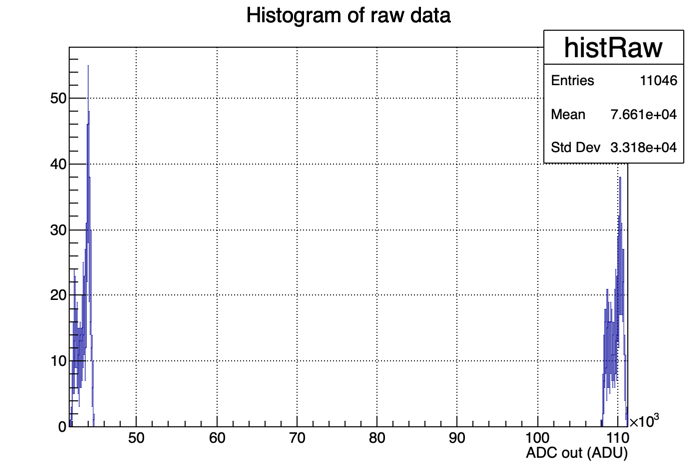 Histogram of raw data
histRaw
Entries 11046
Mean 7.661e+04
Std Dev 3.318e+04
50
40
30
20
10
0
50 60 70 80 90 100 110
×10³
ADC out (ADU)